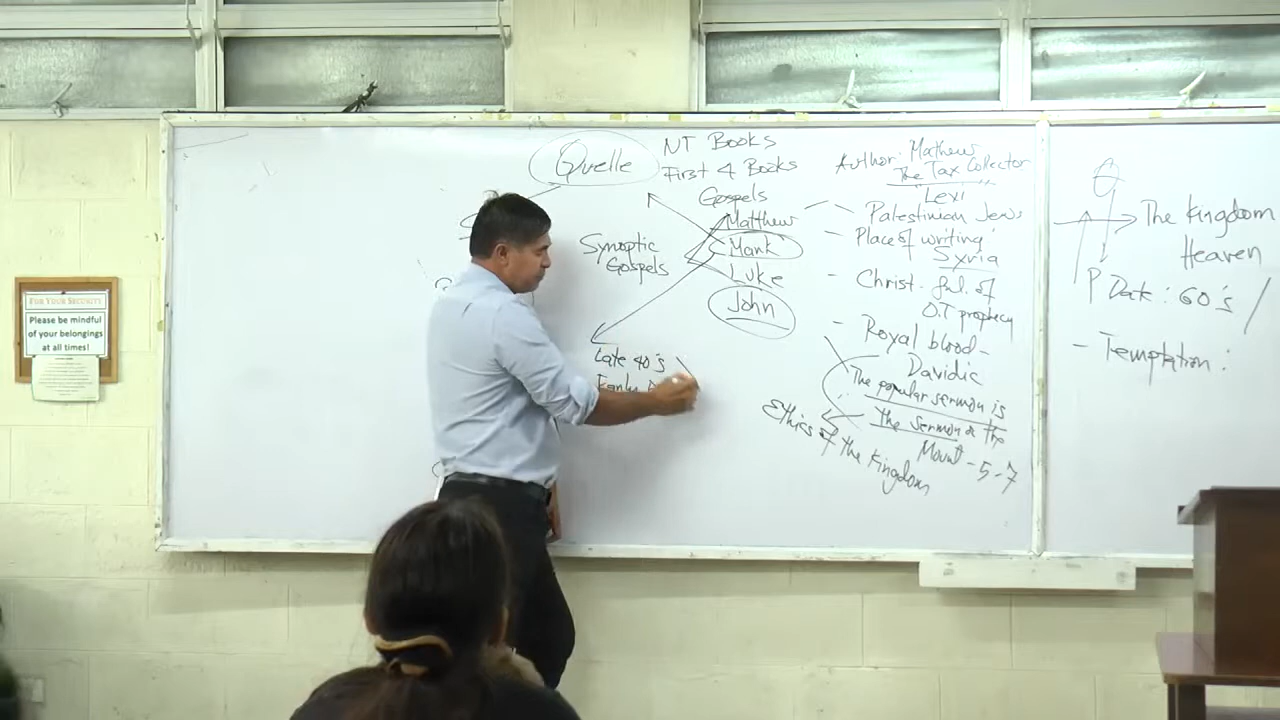 FOR YOUR SECURITY
Please be mindful
of your belongings
at all times!
Quelle
NT Books
First 4 Books
Gospels
Matthew
Mark
Luke
John
Synoptic
Gospels
Late 40's
Early
Author: Mathew
The Tax Collector
Lexi
Palestinian Jews
- Place of writing
Syria
- Christ - ful. of
O.T prophecy
- Royal blood -
Davidic
The popular sermon is
The sermon on the
Mount - 5-7
Ethics of the Kingdom
The Kingdom
Heaven
P
Date: 60's
- Temptation: